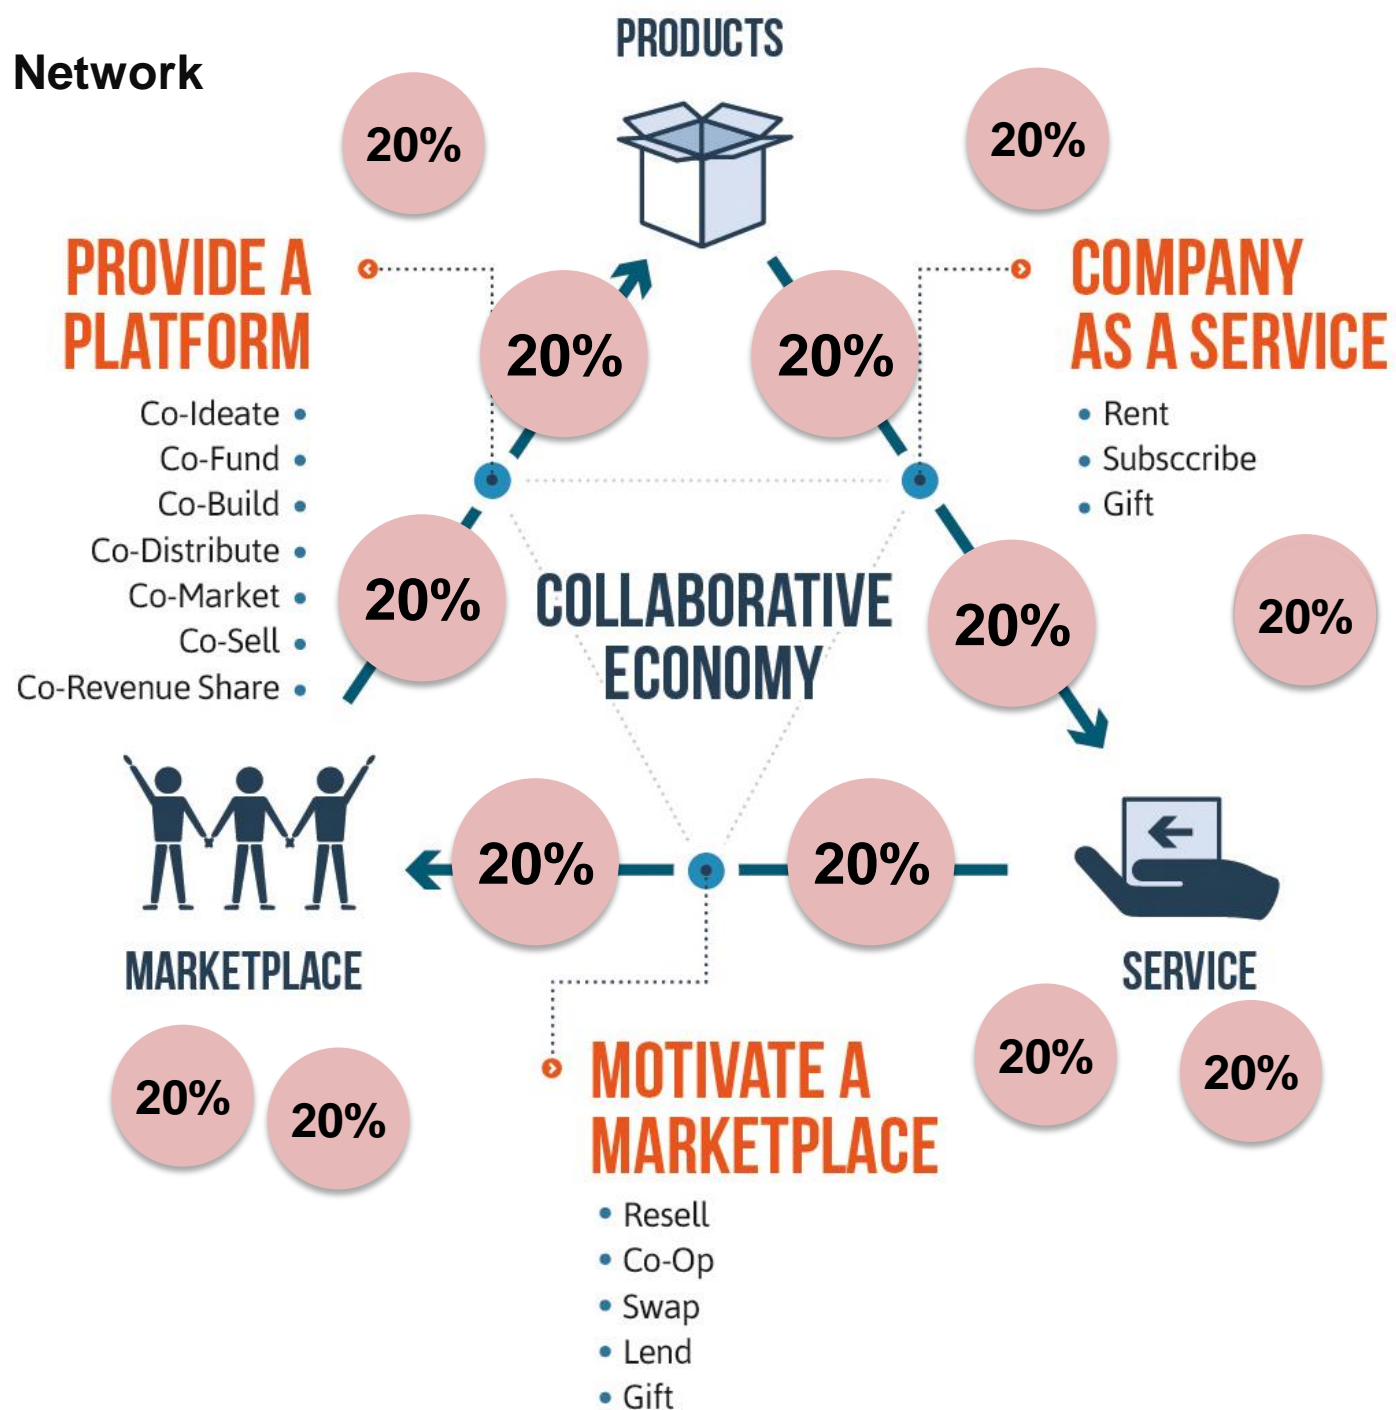 PRODUCTS
Network
20%
20%
PROVIDE A
PLATFORM
COMPANY
AS A SERVICE
20%
20%
Co-Ideate
Co-Fund
Co-Build
Co-Distribute
Co-Market
Co-Sell
Co-Revenue Share
Rent
Subsccribe
Gift
20%
COLLABORATIVE
ECONOMY
20%
20%
20%
20%
MARKETPLACE
SERVICE
20%
20%
MOTIVATE A
MARKETPLACE
20%
20%
Resell
Co-Op
Swap
Lend
Gift